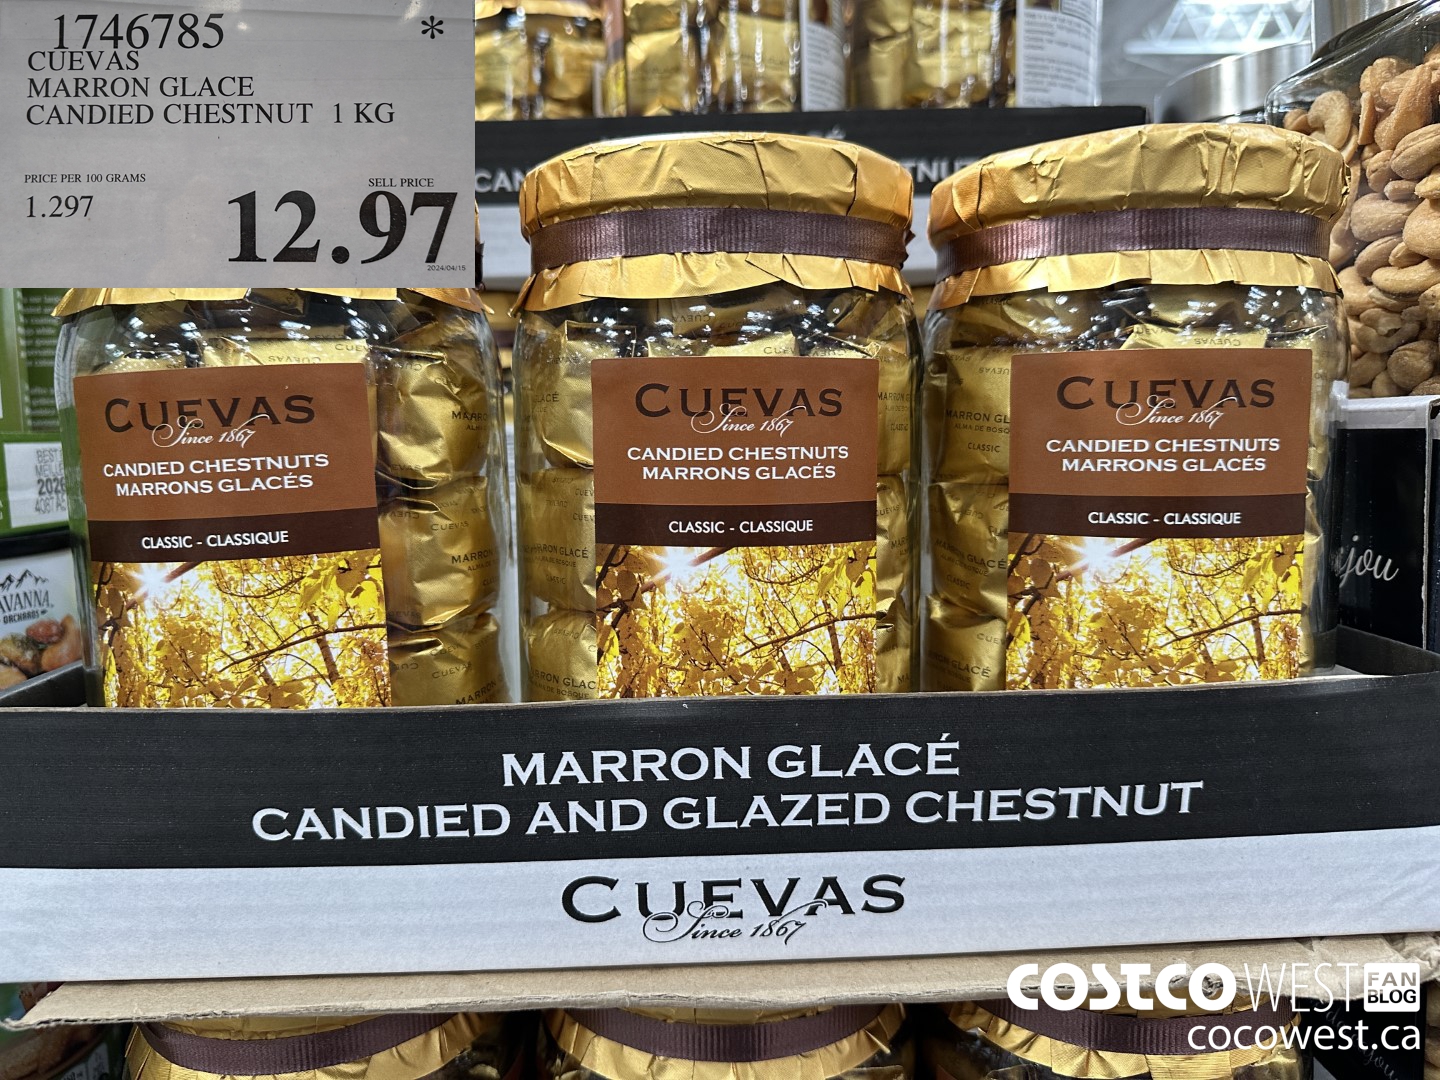 1746785 *
CUEVAS
MARRON GLACE
CANDIED CHESTNUT 1 KG
PRICE PER 100 GRAMS
1.297
SELL PRICE
12.97
2024/04/15
CUEVAS
Since 1867
CANDIED CHESTNUTS
MARRONS GLACÉS
CLASSIC - CLASSIQUE
CUEVAS
Since 1867
CANDIED CHESTNUTS
MARRONS GLACÉS
CLASSIC - CLASSIQUE
CUEVAS
Since 1867
CANDIED CHESTNUTS
MARRONS GLACÉS
CLASSIC - CLASSIQUE
MARRON GLACÉ
CANDIED AND GLAZED CHESTNUT
CUEVAS
Since 1867
COSTCO WEST FAN BLOG
cocowest.ca